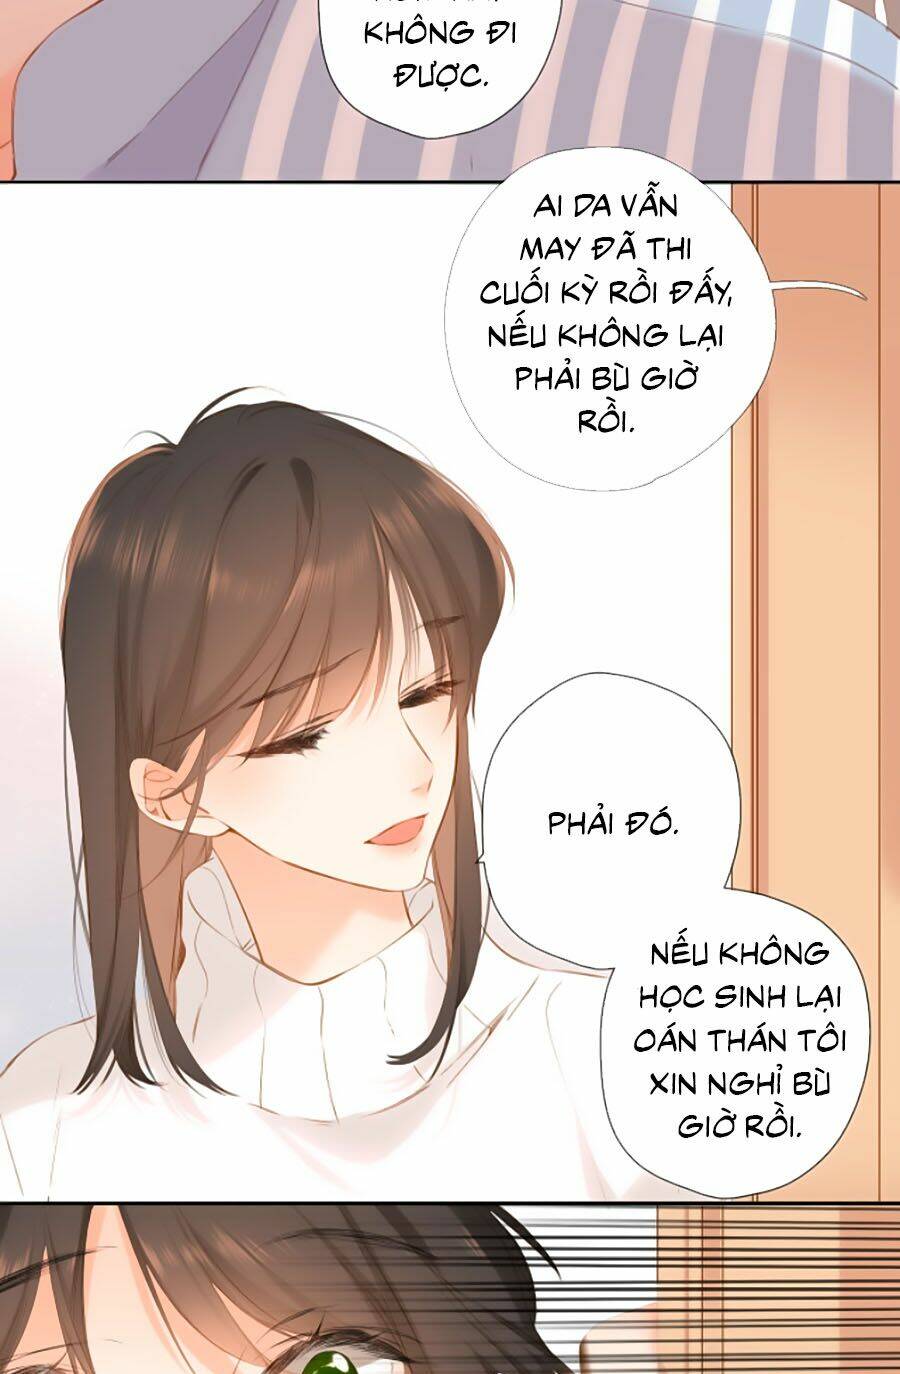 KHÔNG ĐI
ĐƯỢC.
AI DA VẪN
MAY ĐÃ THI
CUỐI KỲ RỒI ĐẤY,
NẾU KHÔNG LẠI
PHẢI BÙ GIỜ
RỒI.
PHẢI ĐÓ.
NẾU KHÔNG
HỌC SINH LẠI
OÁN THÁN TÔI
XIN NGHỈ BÙ
GIỜ RỒI.